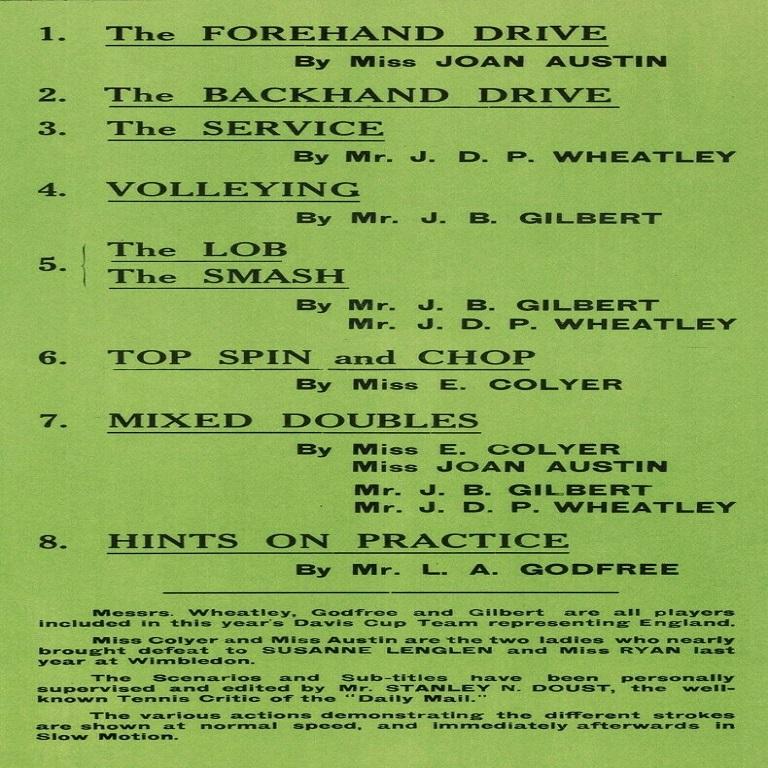 1. The FOREHAND DRIVE
By Miss JOAN AUSTIN
2. The BACKHAND DRIVE
3. The SERVICE
By Mr. J. D. P. WHEATLEY
4. VOLLEYING
By Mr. J. B. GILBERT
5. { The LOB
The SMASH
By Mr. J. B. GILBERT
Mr. J. D. P. WHEATLEY
6. TOP SPIN and CHOP
By Miss E. COLYER
7. MIXED DOUBLES
By Miss E. COLYER
Miss JOAN AUSTIN
Mr. J. B. GILBERT
Mr. J. D. P. WHEATLEY
8. HINTS ON PRACTICE
By Mr. L. A. GODFREE
Messrs. Wheatley, Godfree and Gilbert are all players
included in this year's Davis Cup Team representing England.
Miss Colyer and Miss Austin are the two ladies who nearly
brought defeat to SUSANNE LENGLEN and Miss RYAN last
year at Wimbledon.
The Scenarios and Sub-titles have been personally
supervised and edited by Mr. STANLEY N. DOUST, the well-
known Tennis Critic of the "Daily Mail."
The various actions demonstrating the different strokes
are shown at normal speed, and immediately afterwards in
Slow Motion.